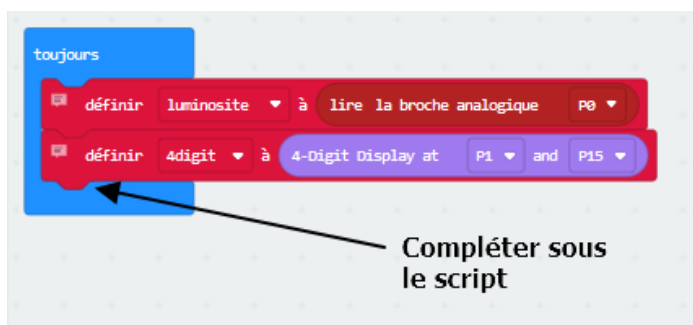 toujours
définir luminosite à lire la broche analogique P0
définir 4digit à 4-Digit Display at P1 and P15
Compléter sous
le script